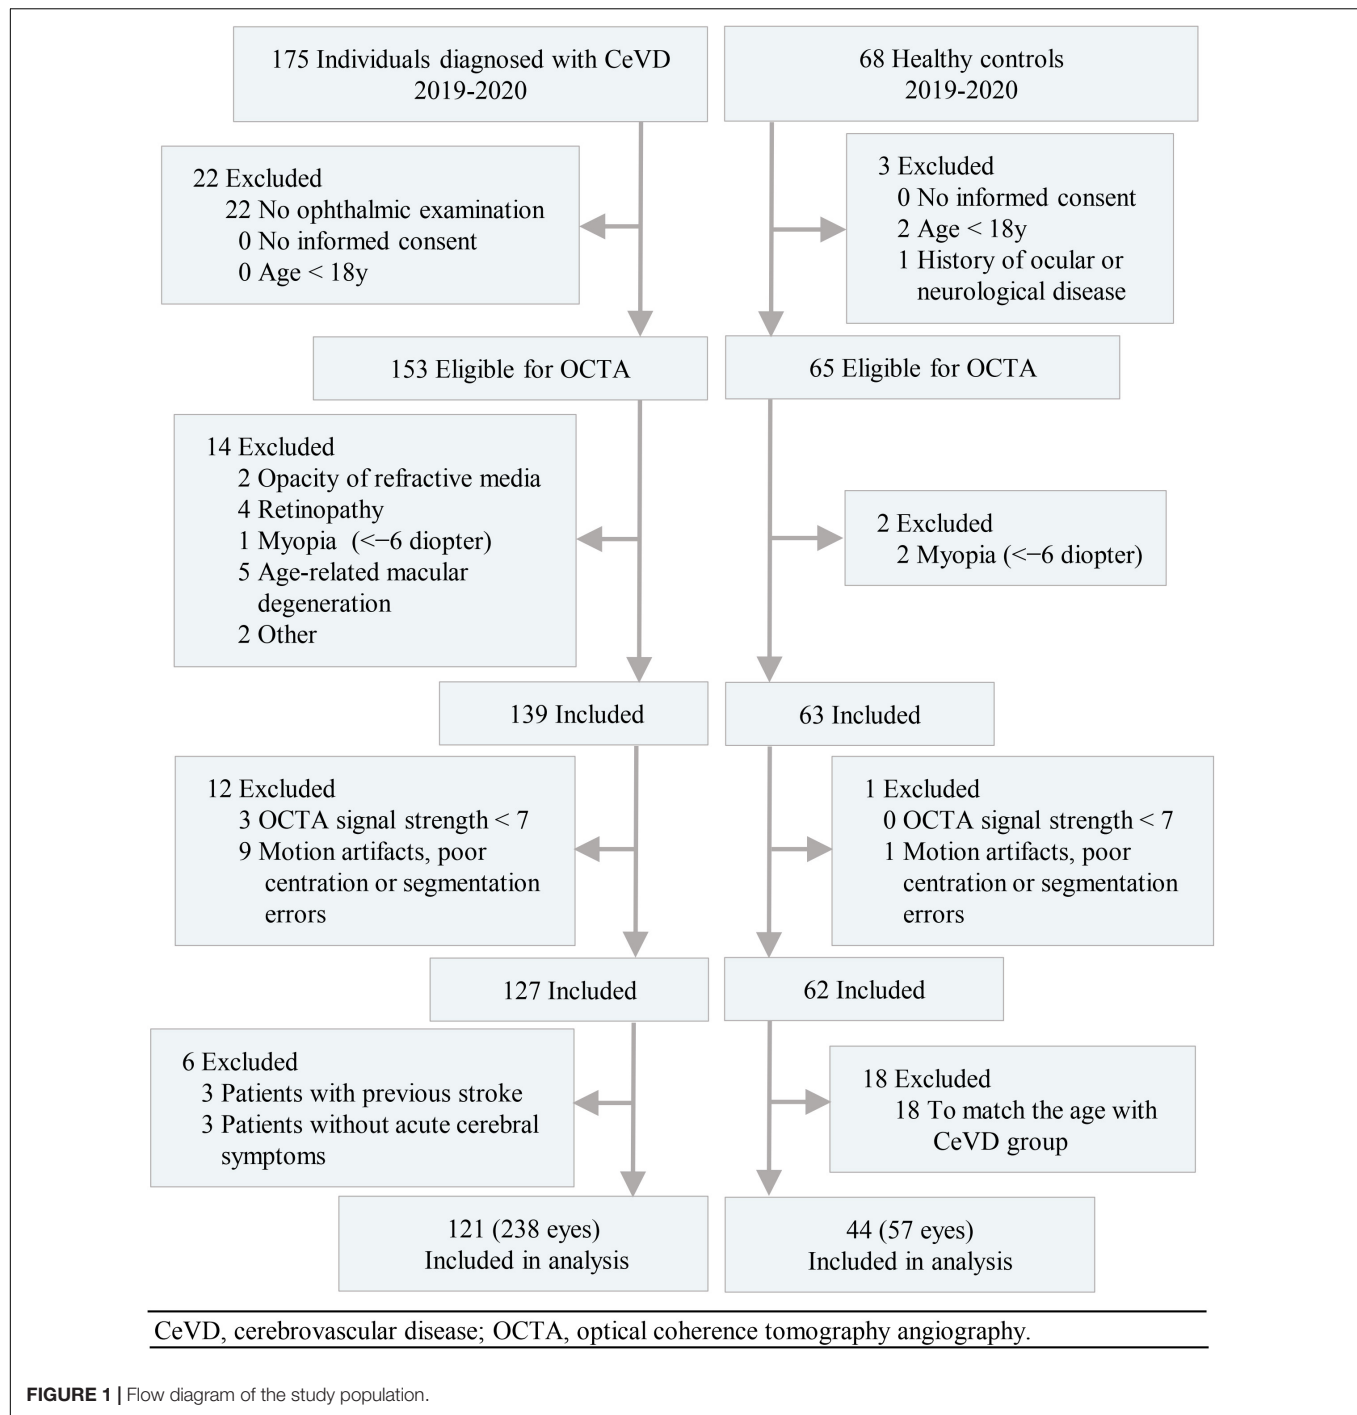 175 Individuals diagnosed with CeVD
2019-2020
68 Healthy controls
2019-2020
22 Excluded
22 No ophthalmic examination
0 No informed consent
0 Age < 18y
3 Excluded
0 No informed consent
2 Age < 18y
1 History of ocular or
neurological disease
153 Eligible for OCTA
65 Eligible for OCTA
14 Excluded
2 Opacity of refractive media
4 Retinopathy
1 Myopia (<−6 diopter)
5 Age-related macular
degeneration
2 Other
2 Excluded
2 Myopia (<−6 diopter)
139 Included
63 Included
12 Excluded
3 OCTA signal strength < 7
9 Motion artifacts, poor
centration or segmentation
errors
1 Excluded
0 OCTA signal strength < 7
1 Motion artifacts, poor
centration or segmentation
errors
127 Included
62 Included
6 Excluded
3 Patients with previous stroke
3 Patients without acute cerebral
symptoms
18 Excluded
18 To match the age with
CeVD group
121 (238 eyes)
Included in analysis
44 (57 eyes)
Included in analysis
CeVD, cerebrovascular disease; OCTA, optical coherence tomography angiography.
FIGURE 1 | Flow diagram of the study population.